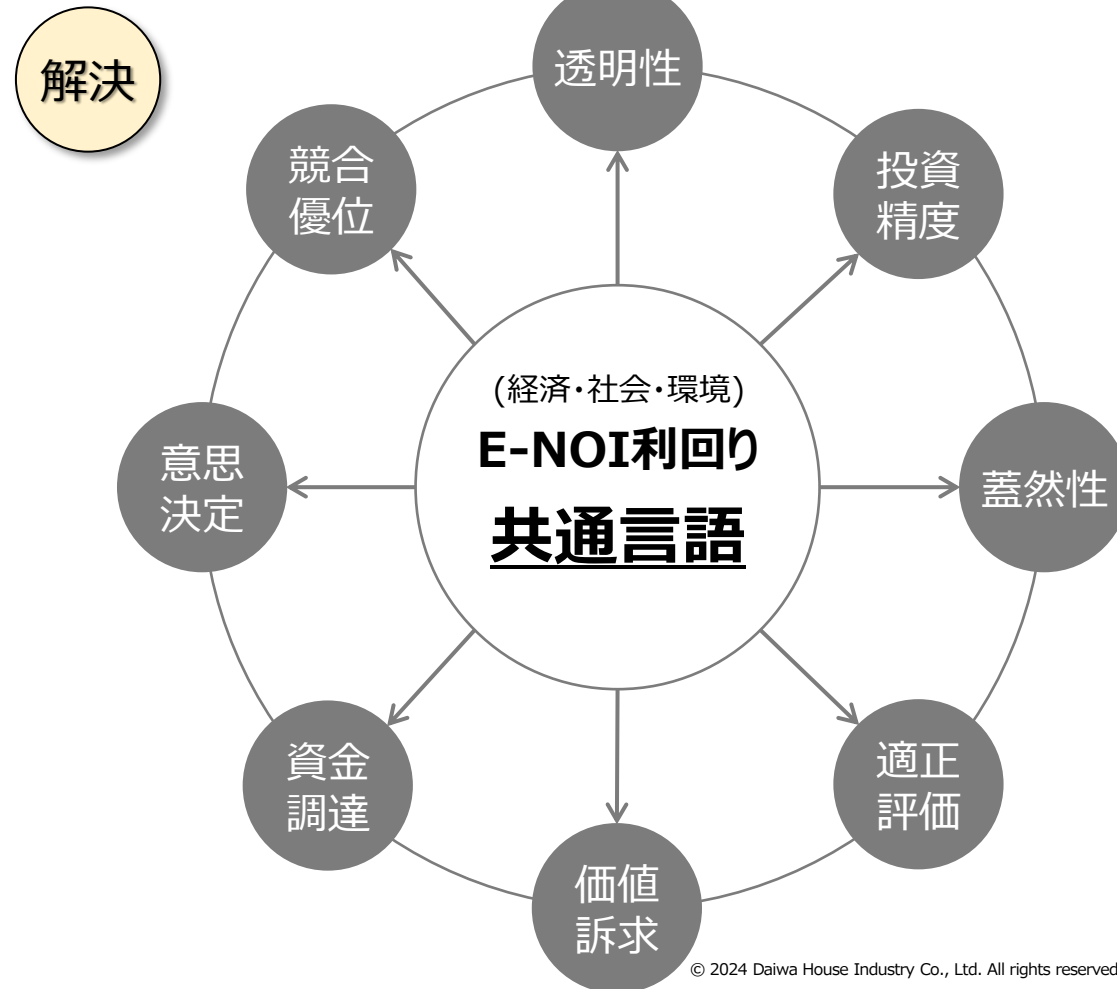 解決
透明性
競合
優位
投資
精度
(経済・社会・環境)
E-NOI利回り
共通言語
意思
決定
蓋然性
資金
調達
適正
評価
価値
訴求
© 2024 Daiwa House Industry Co., Ltd. All rights reserved